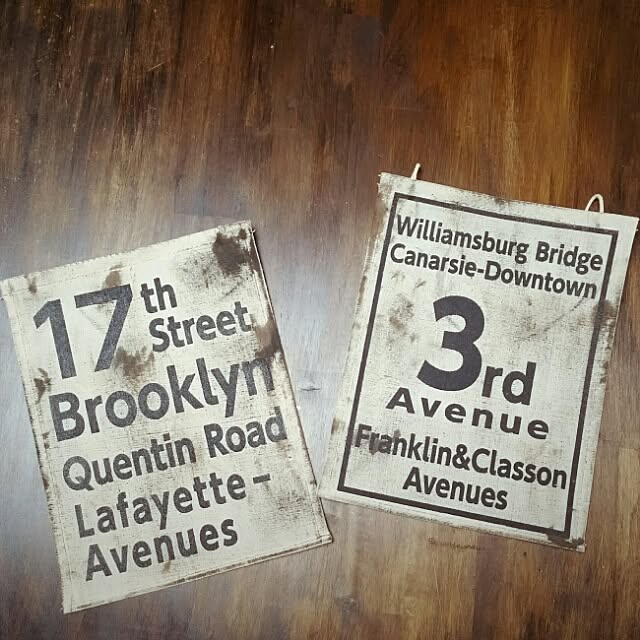 17th
Street
Brooklyn
Quentin Road
Lafayette-
Avenues
Williamsburg Bridge
Canarsie-Downtown
3rd
Avenue
Franklin&Classon
Avenues